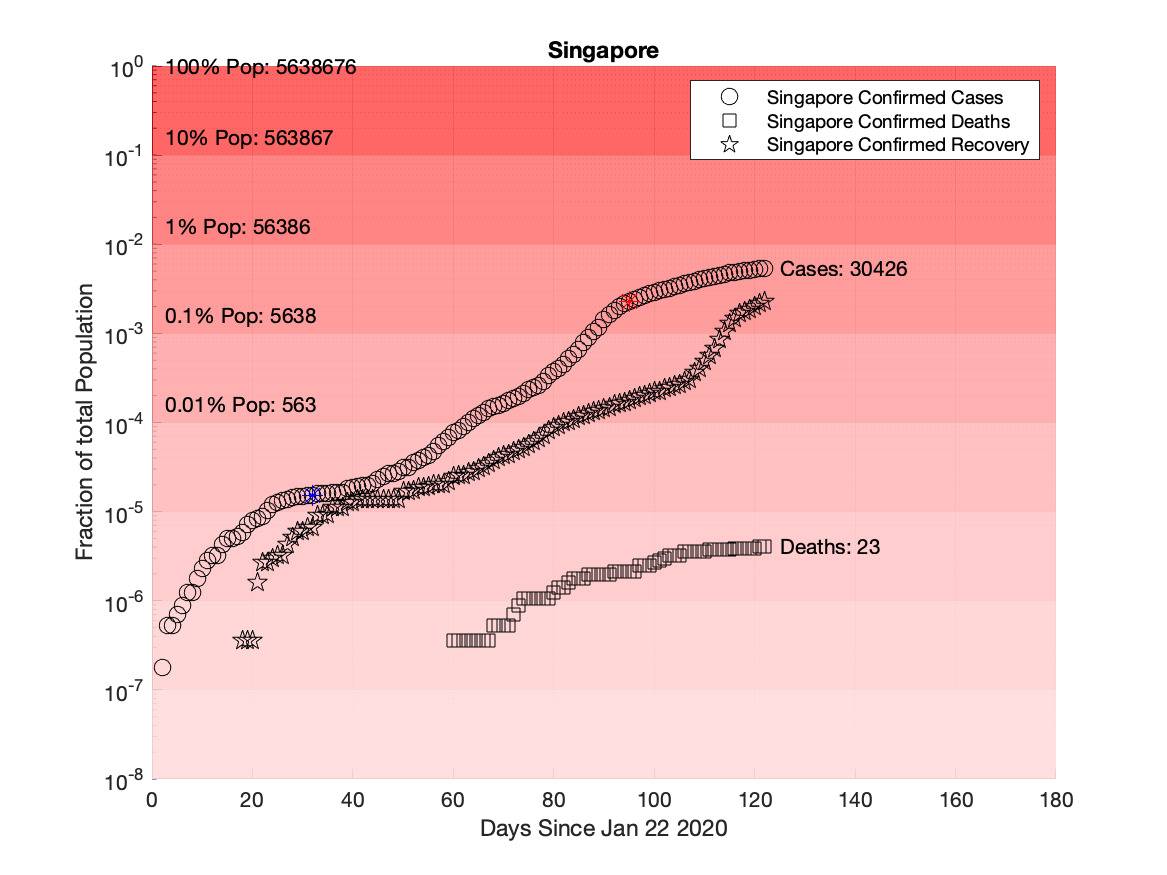 Singapore
10^0
100% Pop: 5638676
Singapore Confirmed Cases
Singapore Confirmed Deaths
Singapore Confirmed Recovery
10% Pop: 563867
10^-1
1% Pop: 56386
10^-2
Cases: 30426
0.1% Pop: 5638
10^-3
0.01% Pop: 563
10^-4
10^-5
Deaths: 23
10^-6
10^-7
10^-8
Fraction of total Population
0 20 40 60 80 100 120 140 160 180
Days Since Jan 22 2020